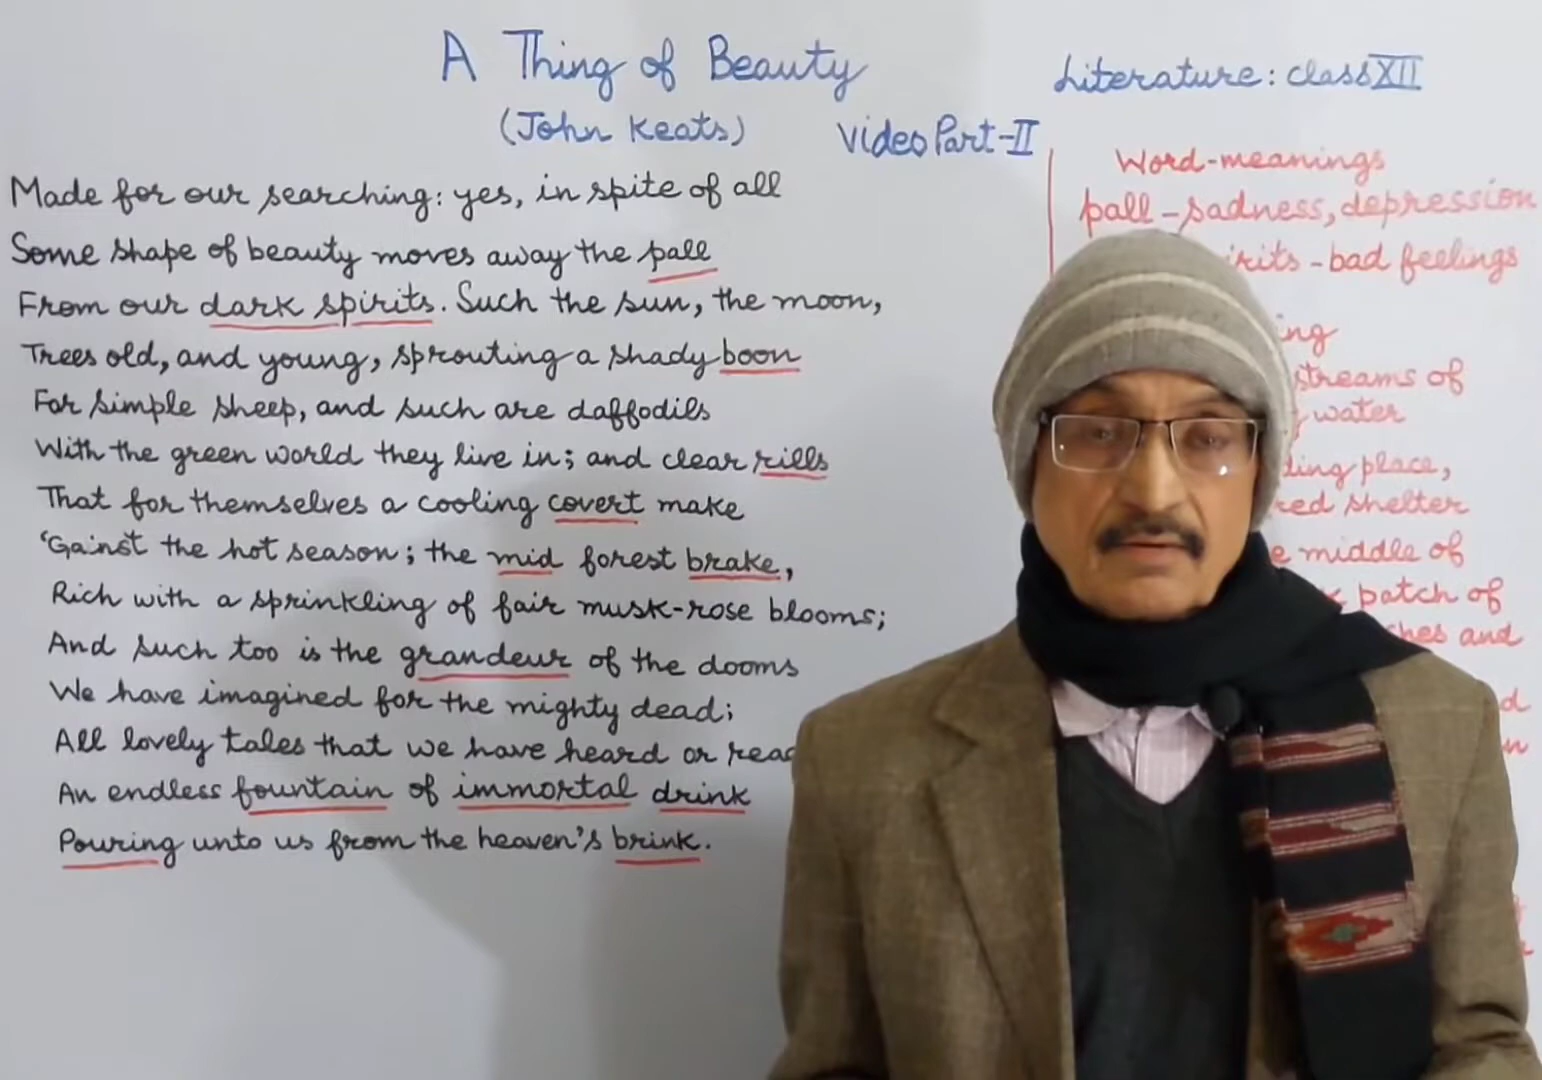 A Thing of Beauty
(John Keats)
Literature: class XII
Video Part-II
Made for our searching: yes, in spite of all
Some shape of beauty moves away the pall
From our dark spirits. Such the sun, the moon,
Trees old, and young, sprouting a shady boon
For simple sheep, and such are daffodils
With the green world they live in; and clear rills
That for themselves a cooling covert make
'Gainst the hot season; the mid forest brake,
Rich with a sprinkling of fair musk-rose blooms;
And such too is the grandeur of the dooms
We have imagined for the mighty dead;
All lovely tales that we have heard or
An endless fountain of immortal drink
Pouring unto us from the heaven's brink.
Word-meanings
pall - sadness, depression
- bad feelings
streams of
water
place,
shelter
middle of
patch of
and